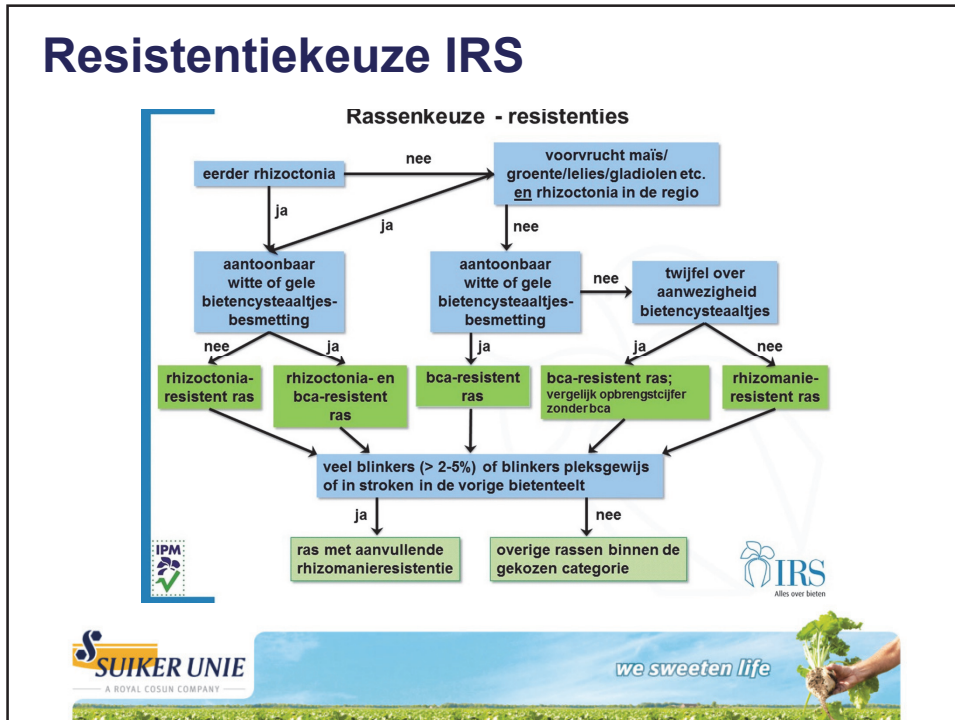 Resistentiekeuze IRS
Rassenkeuze - resistenties
eerder rhizoctonia
nee
voorvrucht maïs/
groente/lelies/gladiolen etc.
en rhizoctonia in de regio
ja
ja
nee
aantoonbaar
witte of gele
bietencysteaaltjes-
besmetting
aantoonbaar
witte of gele
bietencysteaaltjes-
besmetting
nee
twijfel over
aanwezigheid
bietencysteaaltjes
nee
ja
ja
ja
nee
rhizoctonia-
resistent ras
rhizoctonia- en
bca-resistent
ras
bca-resistent
ras
bca-resistent ras;
vergelijk opbrengstcijfer
zonder bca
rhizomanie-
resistent ras
veel blinkers (> 2-5%) of blinkers pleksgewijs
of in stroken in de vorige bietenteelt
ja
nee
ras met aanvullende
rhizomanieresistentie
overige rassen binnen de
gekozen categorie
IPM
IRS
Alles over bieten
SUIKER UNIE
A ROYAL COSUN COMPANY
we sweeten life